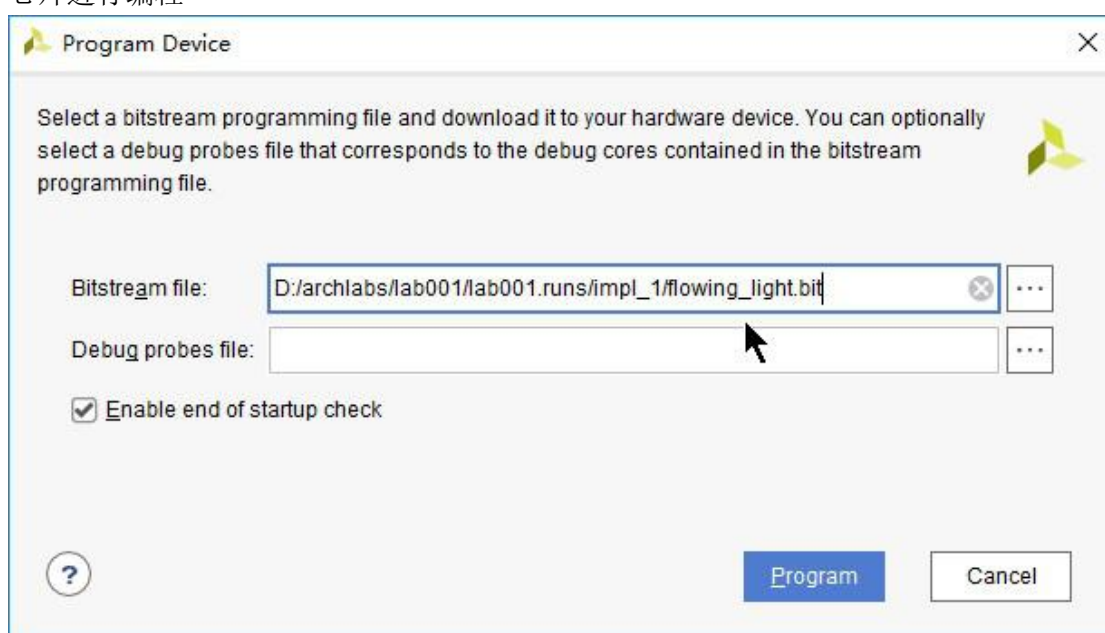 Program Device
Select a bitstream programming file and download it to your hardware device. You can optionally
select a debug probes file that corresponds to the debug cores contained in the bitstream
programming file.
Bitstream file: D:/archlabs/lab001/lab001.runs/impl_1/flowing_light.bit ...
Debug probes file: ...
Enable end of startup check
? Program Cancel